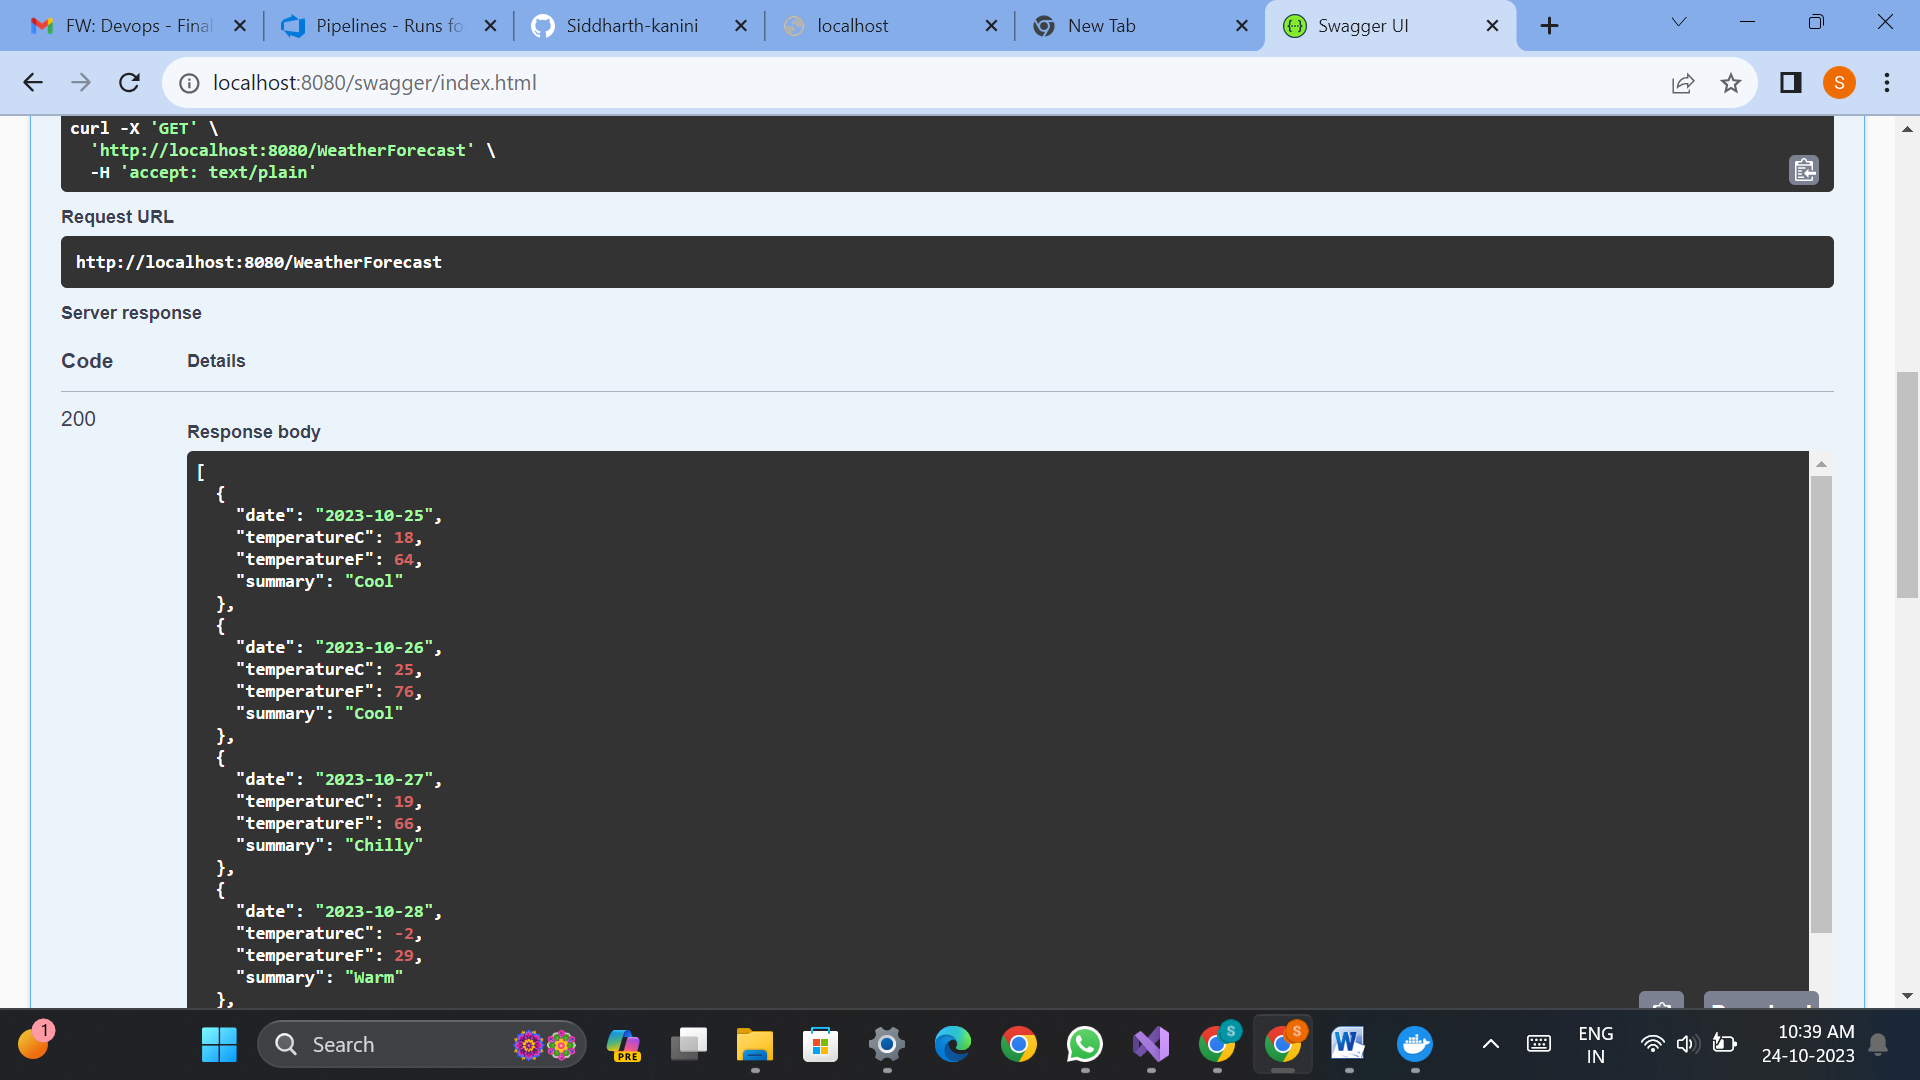 FW: Devops - Final
Pipelines - Runs fo
Siddharth-kanini
localhost
New Tab
Swagger UI
localhost:8080/swagger/index.html
S
curl -X 'GET' \
'http://localhost:8080/WeatherForecast' \
-H 'accept: text/plain'
Request URL
http://localhost:8080/WeatherForecast
Server response
Code Details
200
Response body
[
{
"date": "2023-10-25",
"temperatureC": 18,
"temperatureF": 64,
"summary": "Cool"
},
{
"date": "2023-10-26",
"temperatureC": 25,
"temperatureF": 76,
"summary": "Cool"
},
{
"date": "2023-10-27",
"temperatureC": 19,
"temperatureF": 66,
"summary": "Chilly"
},
{
"date": "2023-10-28",
"temperatureC": -2,
"temperatureF": 29,
"summary": "Warm"
},
1
Search
PRE
S
S
W
ENG
IN
10:39 AM
24-10-2023